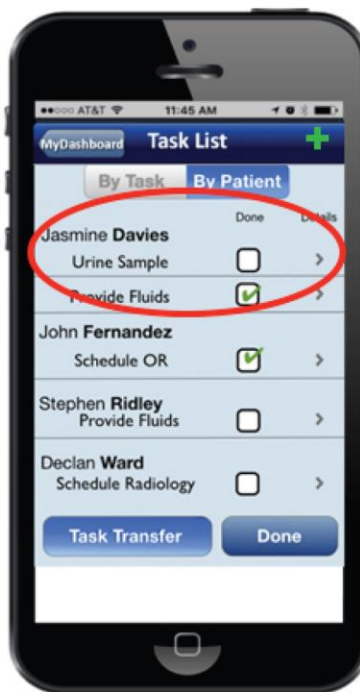 AT&T 11:45 AM
MyDashboard Task List
By Task By Patient
Done Details
Jasmine Davies
Urine Sample
Provide Fluids
John Fernandez
Schedule OR
Stephen Ridley
Provide Fluids
Declan Ward
Schedule Radiology
Task Transfer Done